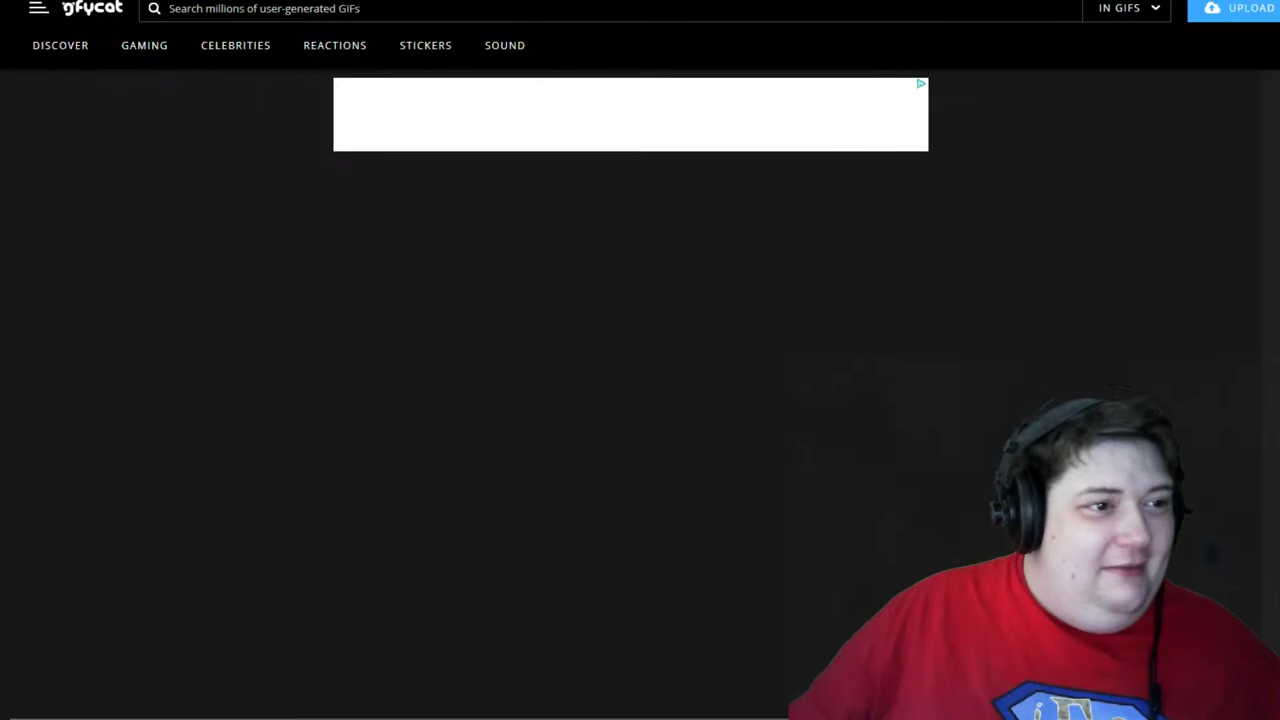 gfycat
Search millions of user-generated GIFs
IN GIFS
UPLOAD
DISCOVER
GAMING
CELEBRITIES
REACTIONS
STICKERS
SOUND